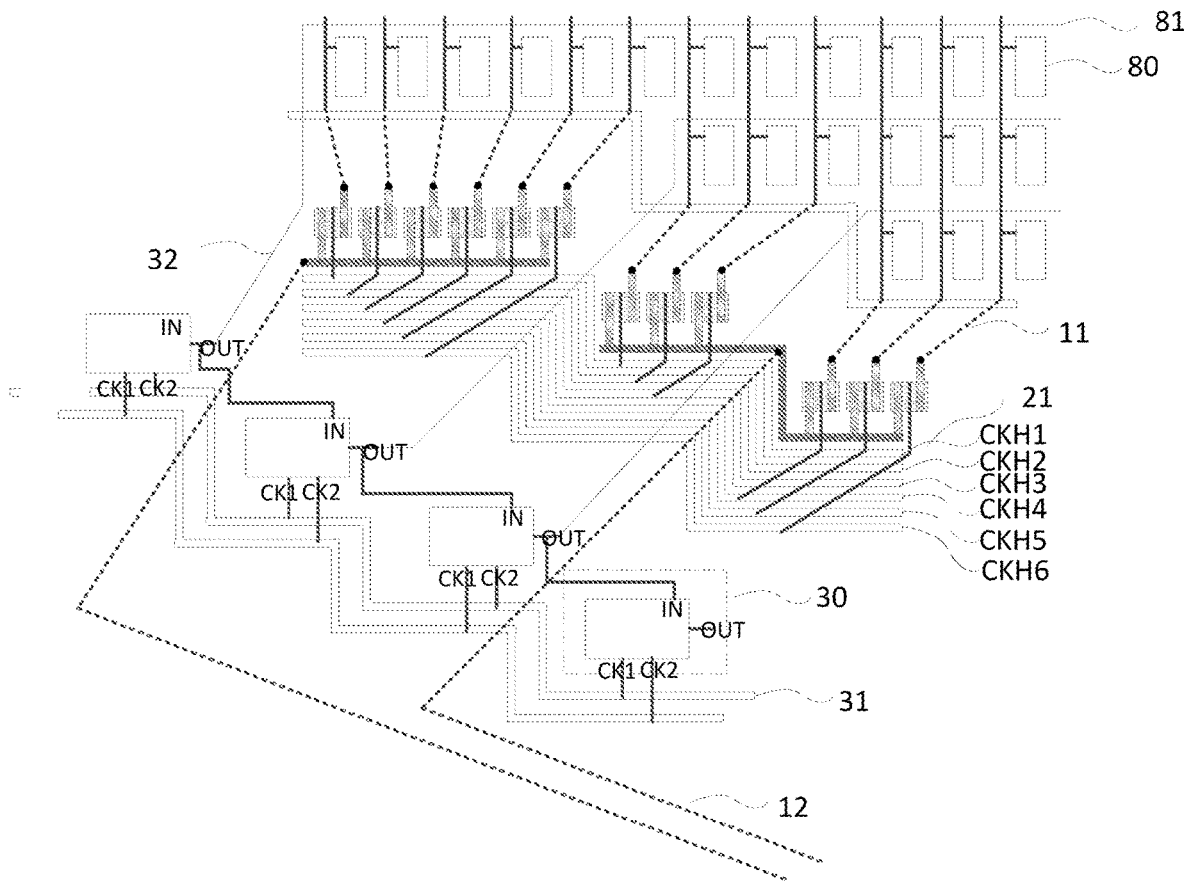 81
80
32
IN
OUT
11
CK1 CK2
21
IN
CKH1
OUT
CKH2
CK1 CK2
CKH3
IN
CKH4
OUT
CKH5
CK1 CK2
CKH6
30
IN
OUT
CK1 CK2
31
12